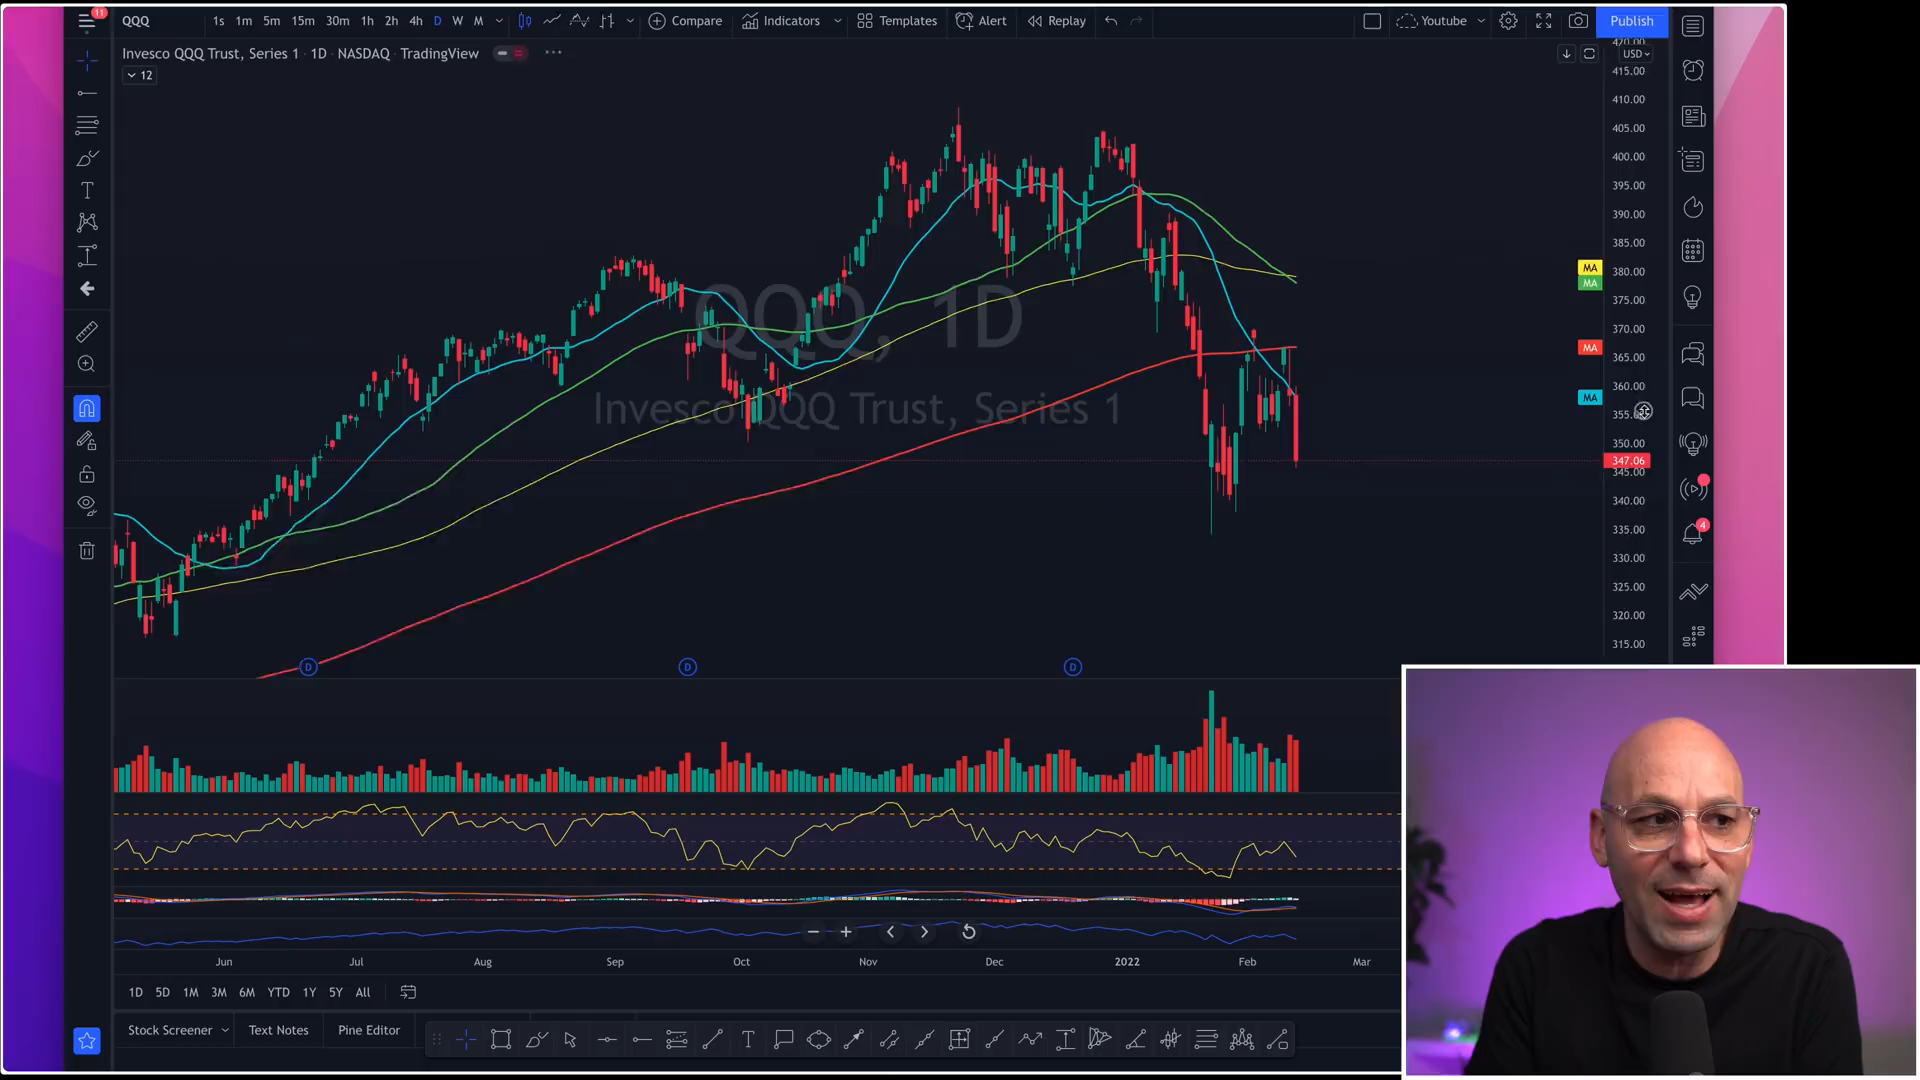 11
QQQ 1s 1m 5m 15m 30m 1h 2h 4h D W M Compare Indicators Templates Alert Replay Youtube Publish
Invesco QQQ Trust, Series 1 · 1D · NASDAQ · TradingView
12
USD
420.00
415.00
410.00
405.00
400.00
395.00
390.00
385.00
380.00
375.00
370.00
365.00
360.00
355.00
350.00
347.06
345.00
340.00
335.00
330.00
325.00
320.00
315.00
MA
MA
MA
MA
QQQ, 1D
Invesco QQQ Trust, Series 1
4
D D D
Jun Jul Aug Sep Oct Nov Dec 2022 Feb Mar
1D 5D 1M 3M 6M YTD 1Y 5Y All
Stock Screener Text Notes Pine Editor